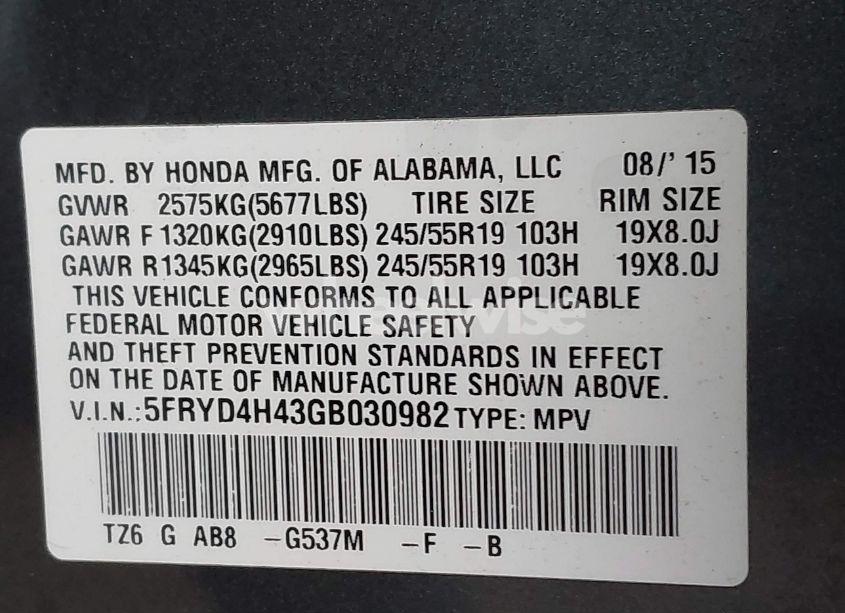 MFD. BY HONDA MFG. OF ALABAMA, LLC 08/' 15
GVWR 2575KG(5677LBS) TIRE SIZE RIM SIZE
GAWR F 1320KG(2910LBS) 245/55R19 103H 19X8.0J
GAWR R1345KG(2965LBS) 245/55R19 103H 19X8.0J
THIS VEHICLE CONFORMS TO ALL APPLICABLE
FEDERAL MOTOR VEHICLE SAFETY
AND THEFT PREVENTION STANDARDS IN EFFECT
ON THE DATE OF MANUFACTURE SHOWN ABOVE.
V.I.N.:5FRYD4H43GB030982 TYPE: MPV
TZ6 G AB8 -G537M -F -B